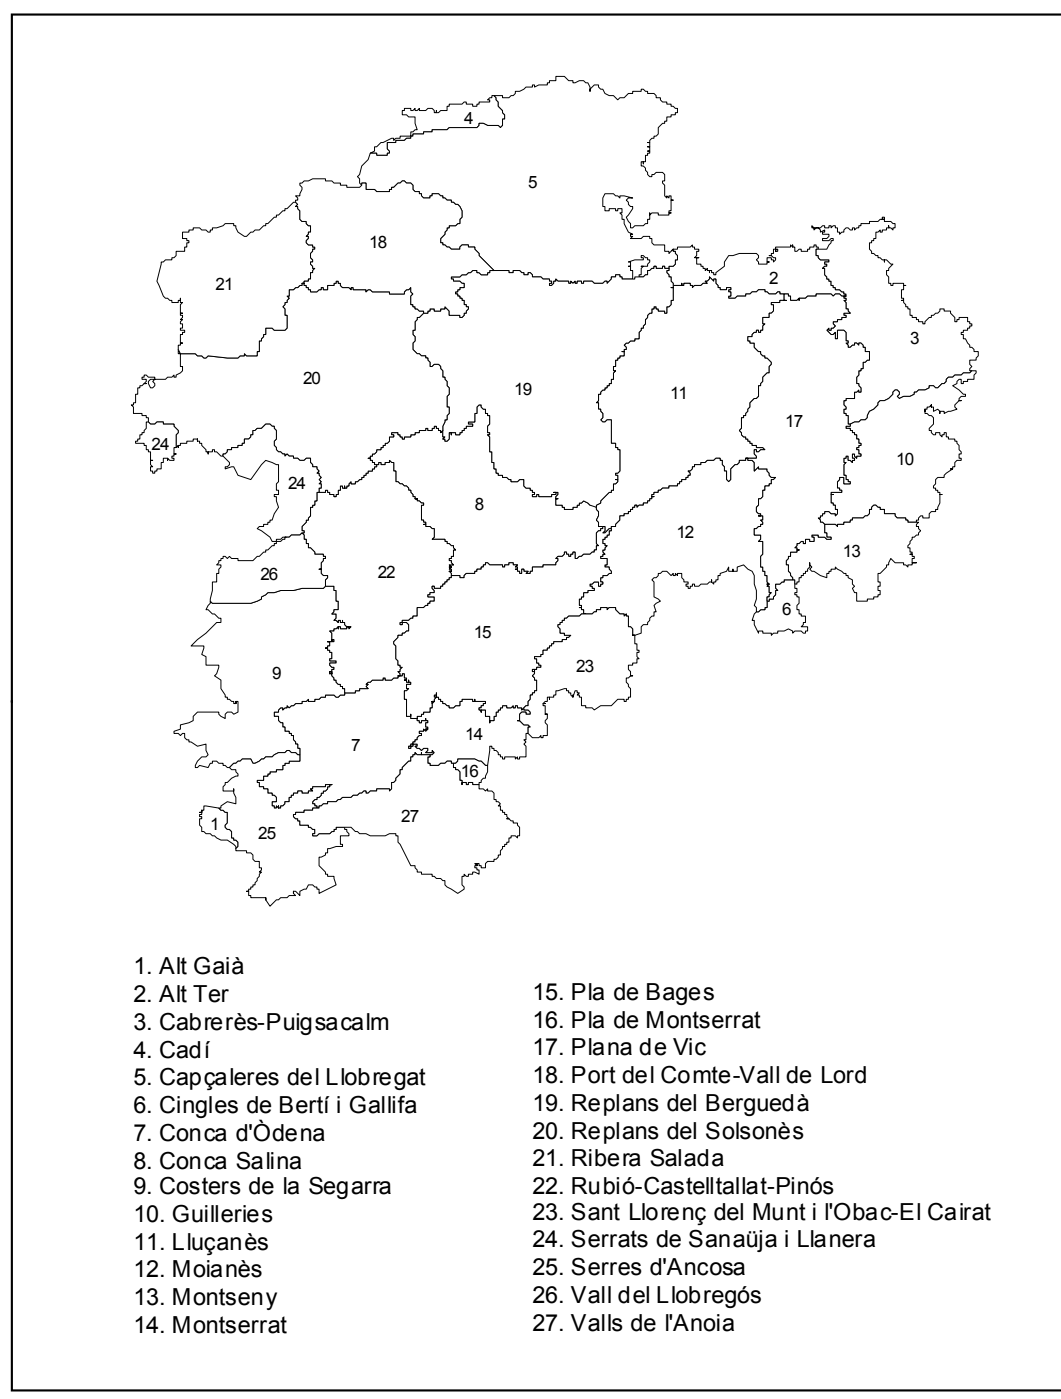 4
5
18
2
21
3
20
19
11
17
24
10
24
8
12
13
22
26
6
15
23
9
14
7
16
27
1
25
1. Alt Gaià
2. Alt Ter
3. Cabrerès-Puigsacalm
4. Cadí
5. Capçaleres del Llobregat
6. Cingles de Bertí i Gallifa
7. Conca d'Òdena
8. Conca Salina
9. Costers de la Segarra
10. Guilleries
11. Lluçanès
12. Moianès
13. Montseny
14. Montserrat
15. Pla de Bages
16. Pla de Montserrat
17. Plana de Vic
18. Port del Comte-Vall de Lord
19. Replans del Berguedà
20. Replans del Solsonès
21. Ribera Salada
22. Rubió-Castelltallat-Pinós
23. Sant Llorenç del Munt i l'Obac-El Cairat
24. Serrats de Sanaüja i Llanera
25. Serres d'Ancosa
26. Vall del Llobregós
27. Valls de l'Anoia